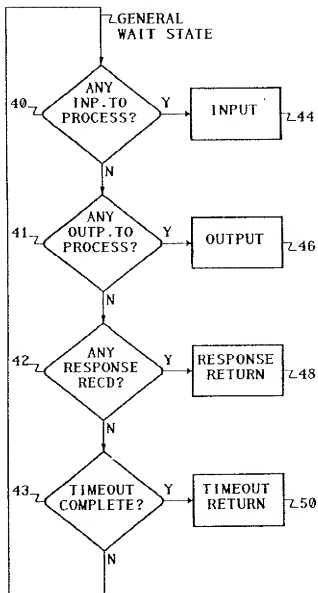 GENERAL
WAIT STATE
40
ANY
INP.TO
PROCESS?
Y
INPUT
44
N
41
ANY
OUTP.TO
PROCESS?
Y
OUTPUT
46
N
42
ANY
RESPONSE
RECD?
Y
RESPONSE
RETURN
48
N
43
TIMEOUT
COMPLETE?
Y
TIMEOUT
RETURN
50
N